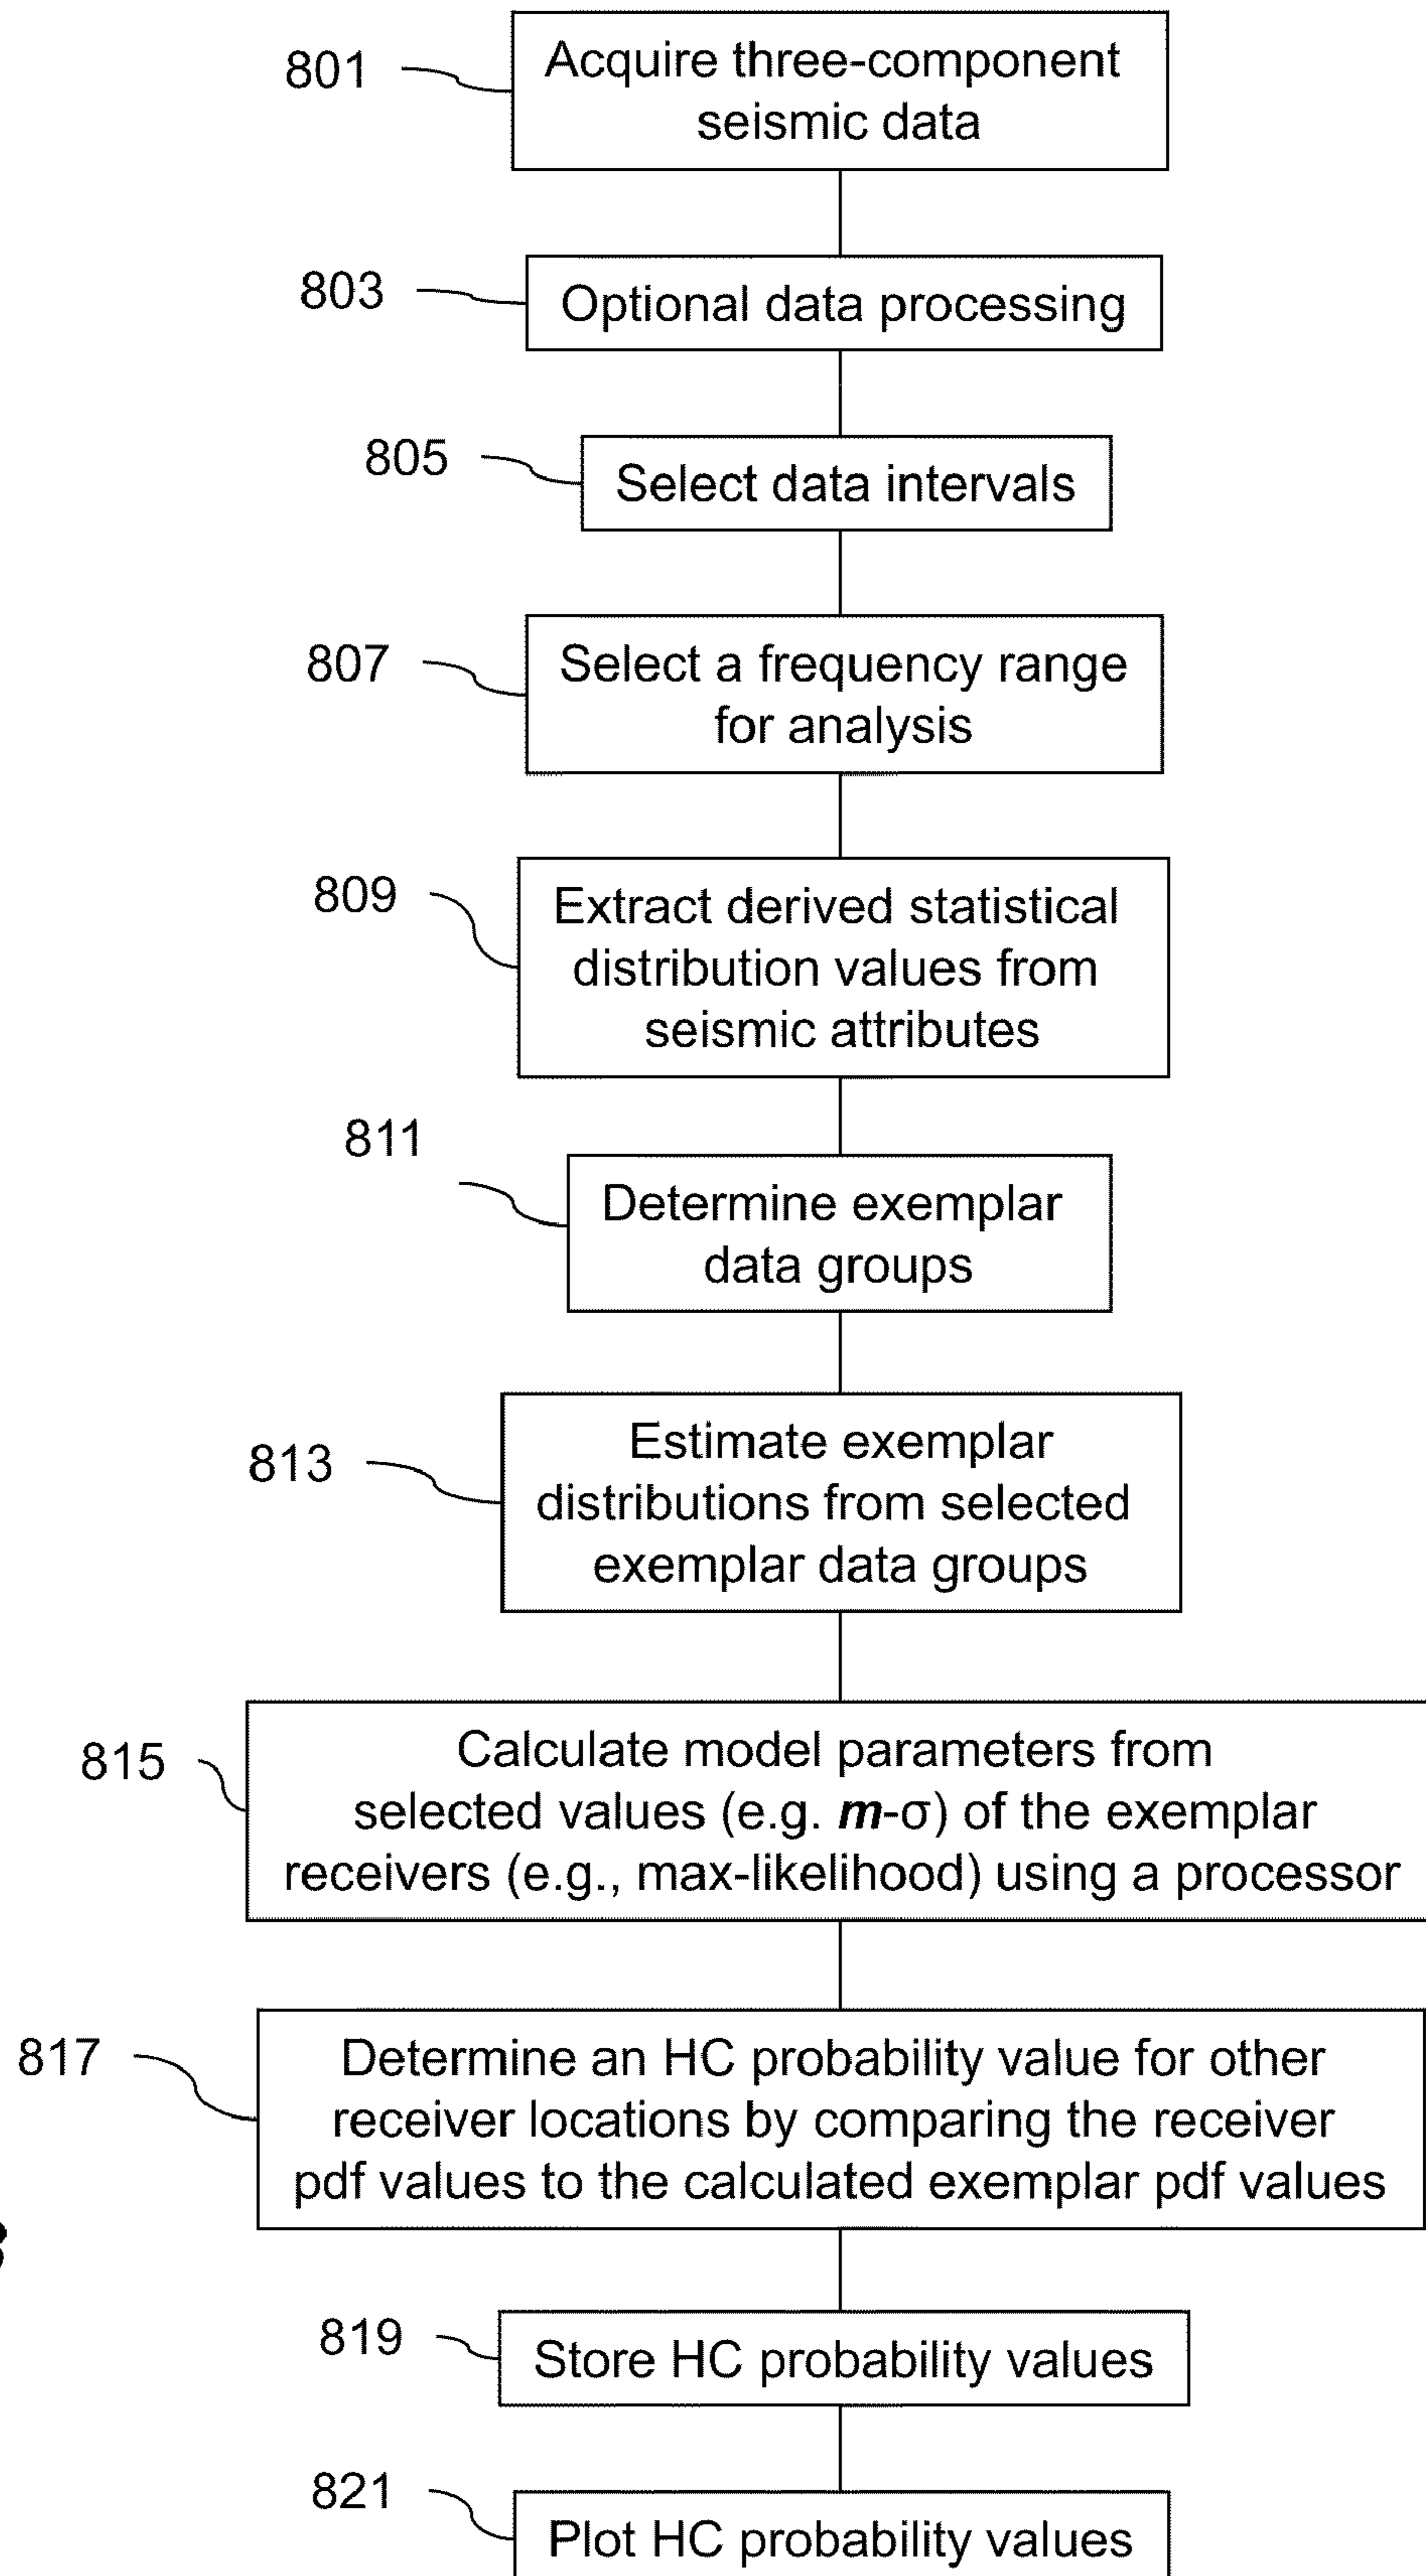 801
Acquire three-component
seismic data
803
Optional data processing
805
Select data intervals
807
Select a frequency range
for analysis
809
Extract derived statistical
distribution values from
seismic attributes
811
Determine exemplar
data groups
813
Estimate exemplar
distributions from selected
exemplar data groups
815
Calculate model parameters from
selected values (e.g. m-σ) of the exemplar
receivers (e.g., max-likelihood) using a processor
817
Determine an HC probability value for other
receiver locations by comparing the receiver
pdf values to the calculated exemplar pdf values
819
Store HC probability values
821
Plot HC probability values